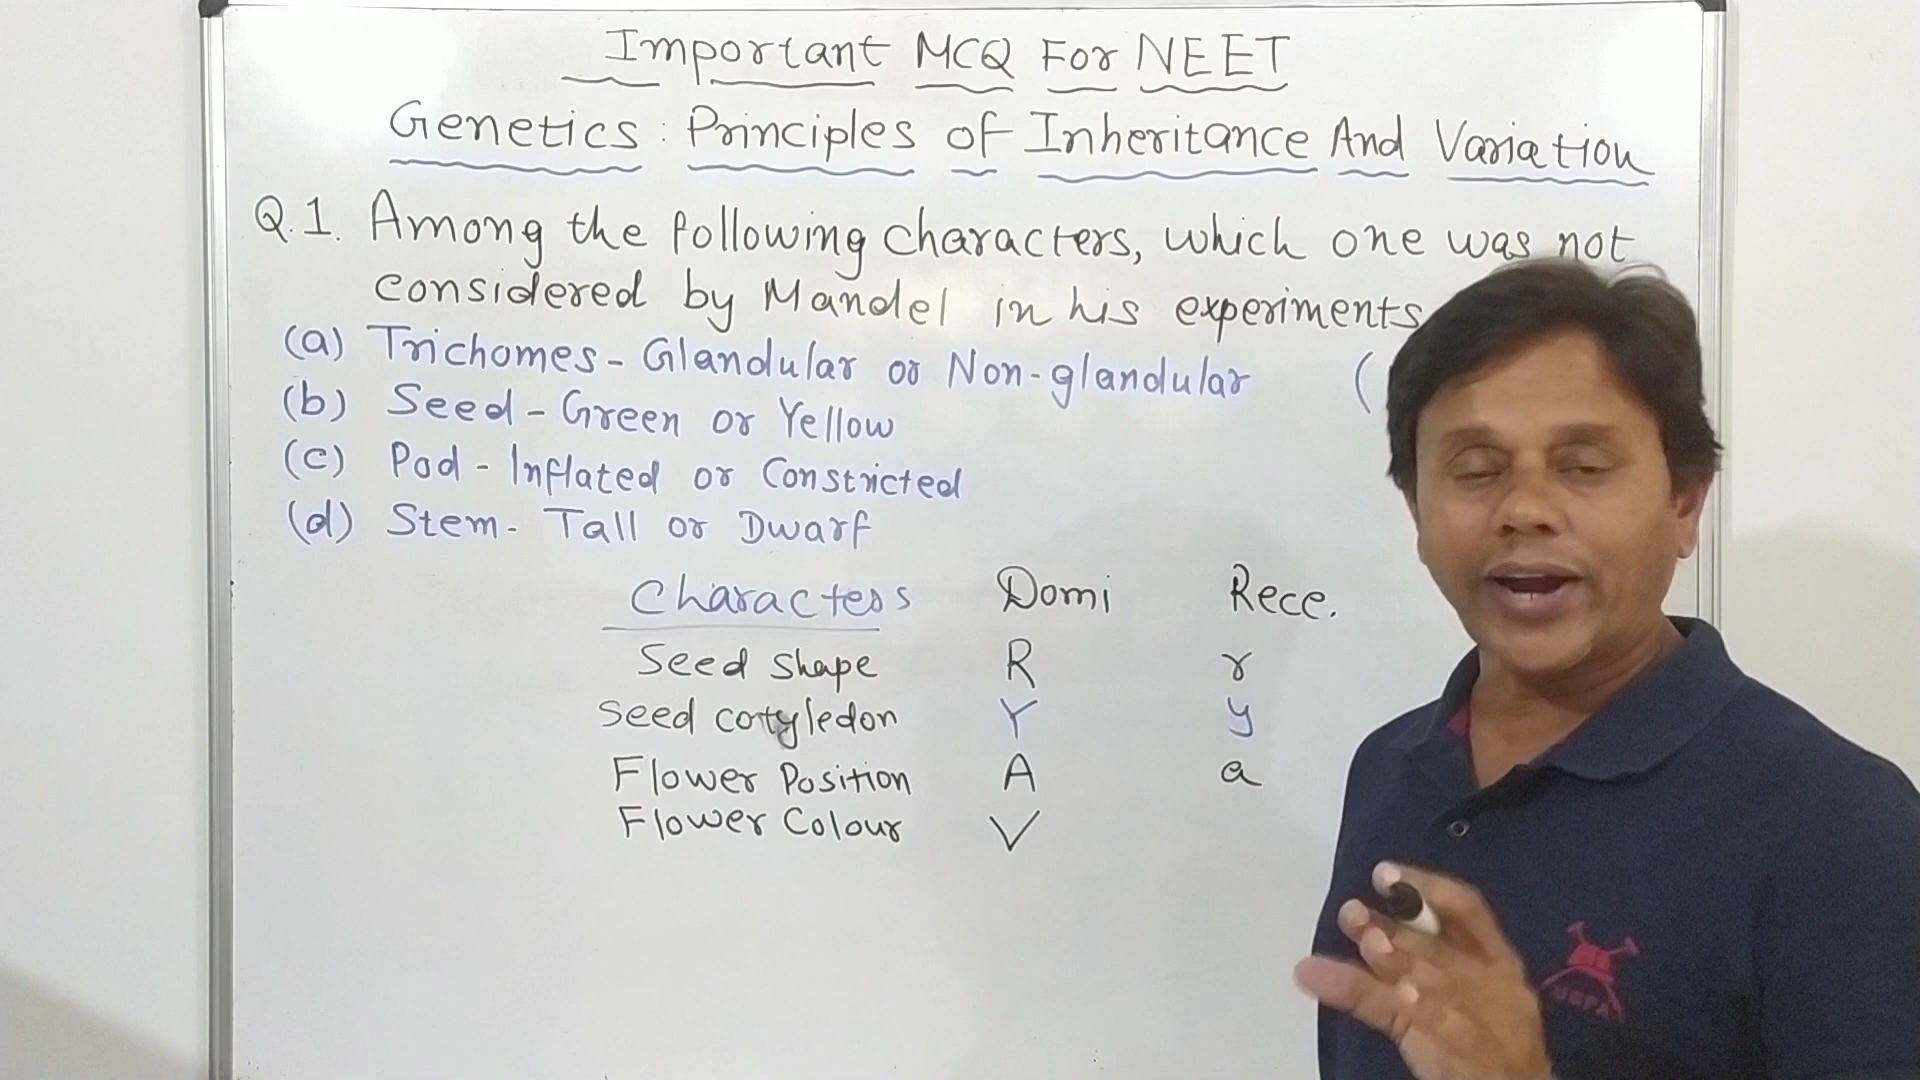 Important MCQ For NEET
Genetics: Principles of Inheritance And Variation
Q.1. Among the following characters, which one was not
considered by Mandel in his experiments
(a) Trichomes - Glandular or Non-glandular (
(b) Seed - Green or Yellow
(c) Pod - Inflated or Constricted
(d) Stem - Tall or Dwarf
Characters Domi Rece.
Seed shape R r
Seed cotyledon Y y
Flower Position A a
Flower Colour V
USPA